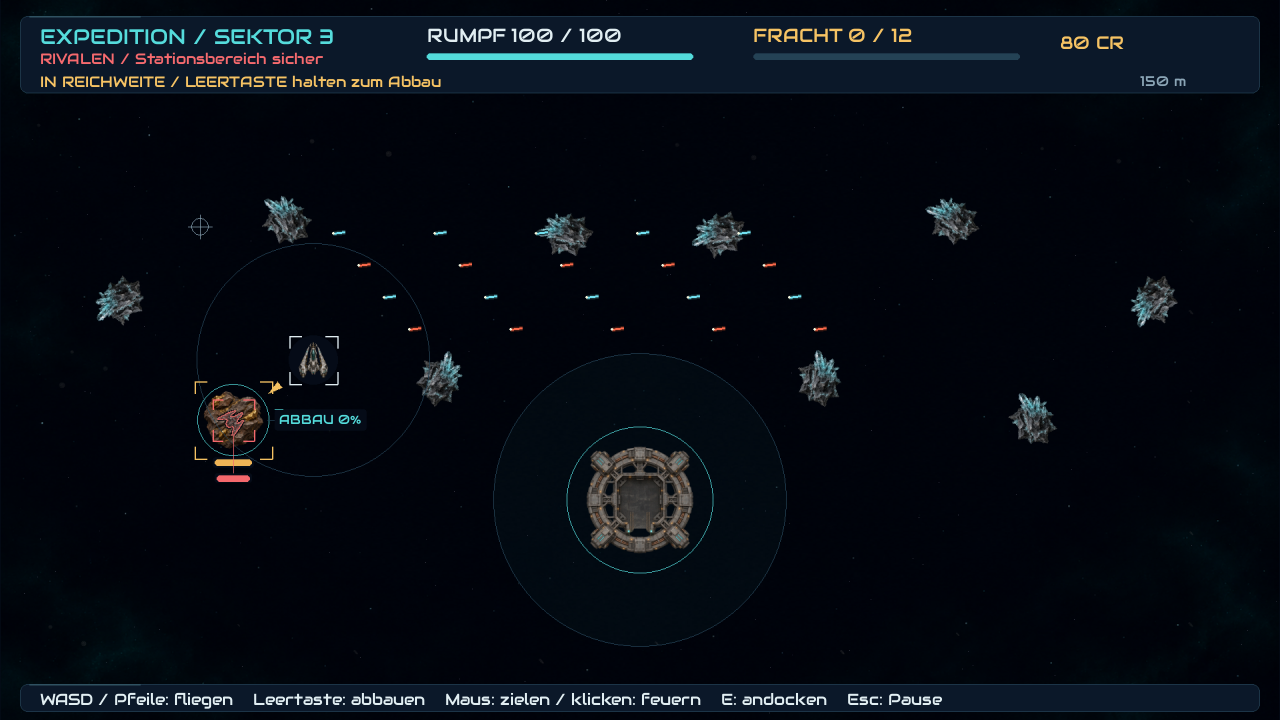 EXPEDITION / SEKTOR 3
RUMPF 100 / 100
FRACHT 0 / 12
80 CR
RIVALEN / Stationsbereich sicher
IN REICHWEITE / LEERTASTE halten zum Abbau
150 m
ABBAU 0%
WASD / Pfeile: fliegen Leertaste: abbauen Maus: zielen / klicken: feuern E: andocken Esc: Pause